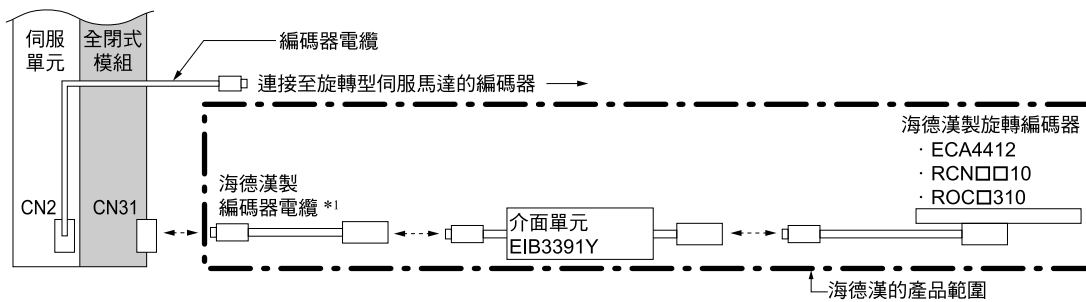 伺服
單元
全閉式
模組
編碼器電纜
連接至旋轉型伺服馬達的編碼器
海德漢製旋轉編碼器
· ECA4412
· RCN□□10
· ROC□310
CN2
CN31
海德漢製
編碼器電纜 *1
介面單元
EIB3391Y
海德漢的產品範圍